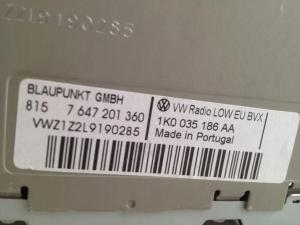 Z2L9190285
BLAUPUNKT GMBH
815 7 647 201 360
VWZ1Z2L9190285
VW Radio LOW EU BVX
1K0 035 186 AA
Made in Portugal